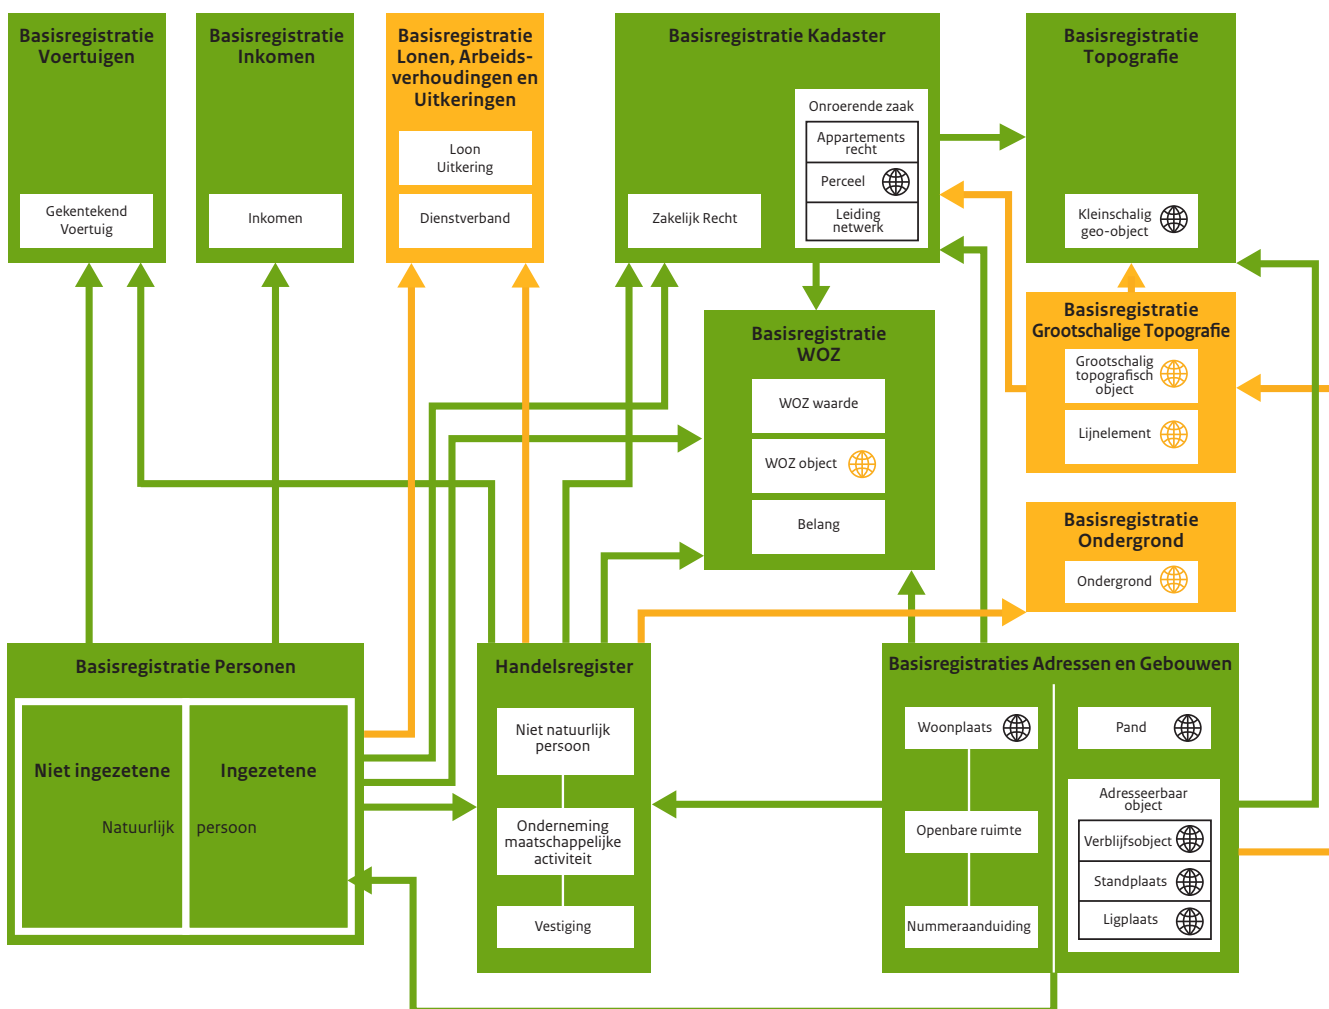 Basisregistratie
Voertuigen
Gekentekend
Voertuig
Basisregistratie
Inkomen
Inkomen
Basisregistratie
Lonen, Arbeids-
verhoudingen en
Uitkeringen
Loon
Uitkering
Dienstverband
Basisregistratie Kadaster
Zakelijk Recht
Onroerende zaak
Appartements
recht
Perceel
Leiding
netwerk
Basisregistratie
Topografie
Kleinschalig
geo-object
Basisregistratie
Grootschalige Topografie
Grootschalig
topografisch
object
Lijnelement
Basisregistratie
WOZ
WOZ waarde
WOZ object
Belang
Basisregistratie
Ondergrond
Ondergrond
Basisregistratie Personen
Niet ingezetene
Ingezetene
Natuurlijk
persoon
Handelsregister
Niet natuurlijk
persoon
Onderneming
maatschappelijke
activiteit
Vestiging
Basisregistraties Adressen en Gebouwen
Woonplaats
Openbare ruimte
Nummeraanduiding
Pand
Adresseerbaar
object
Verblijfsobject
Standplaats
Ligplaats